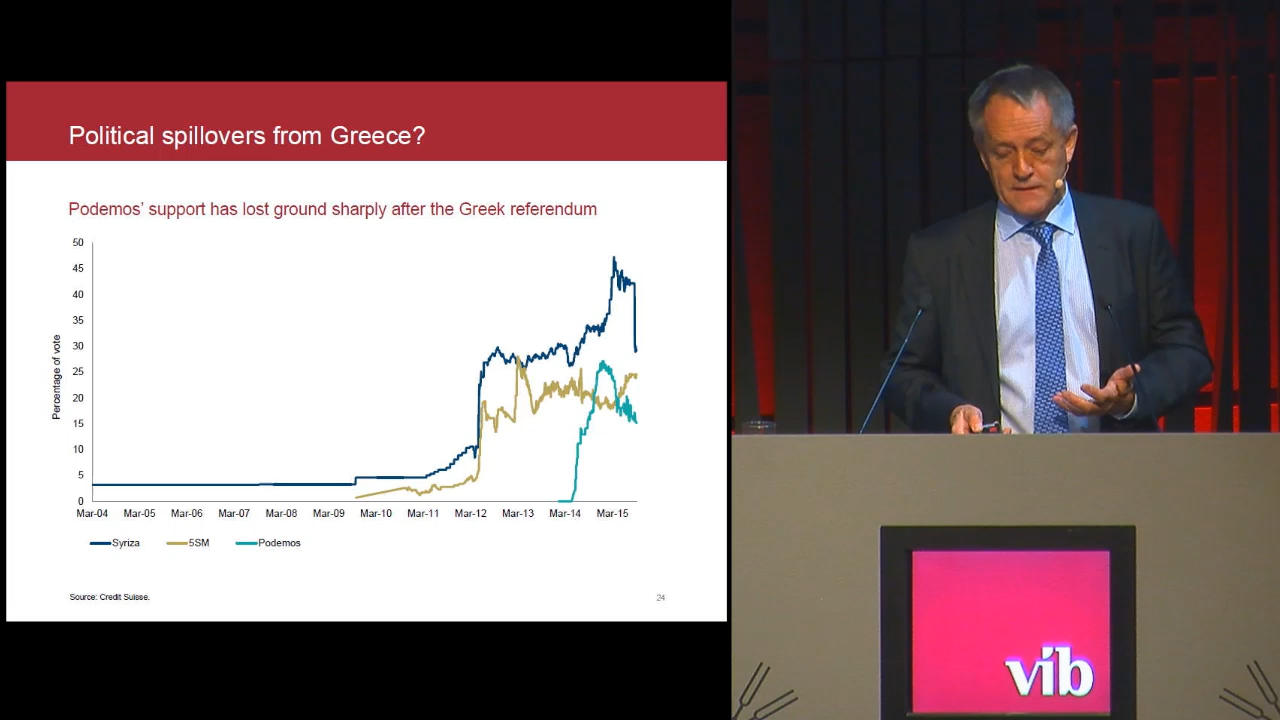 Political spillovers from Greece?
Podemos' support has lost ground sharply after the Greek referendum
Percentage of vote
50
45
40
35
30
25
20
15
10
5
0
Mar-04 Mar-05 Mar-06 Mar-07 Mar-08 Mar-09 Mar-10 Mar-11 Mar-12 Mar-13 Mar-14 Mar-15
Syriza 5SM Podemos
Source: Credit Suisse.
24
vib